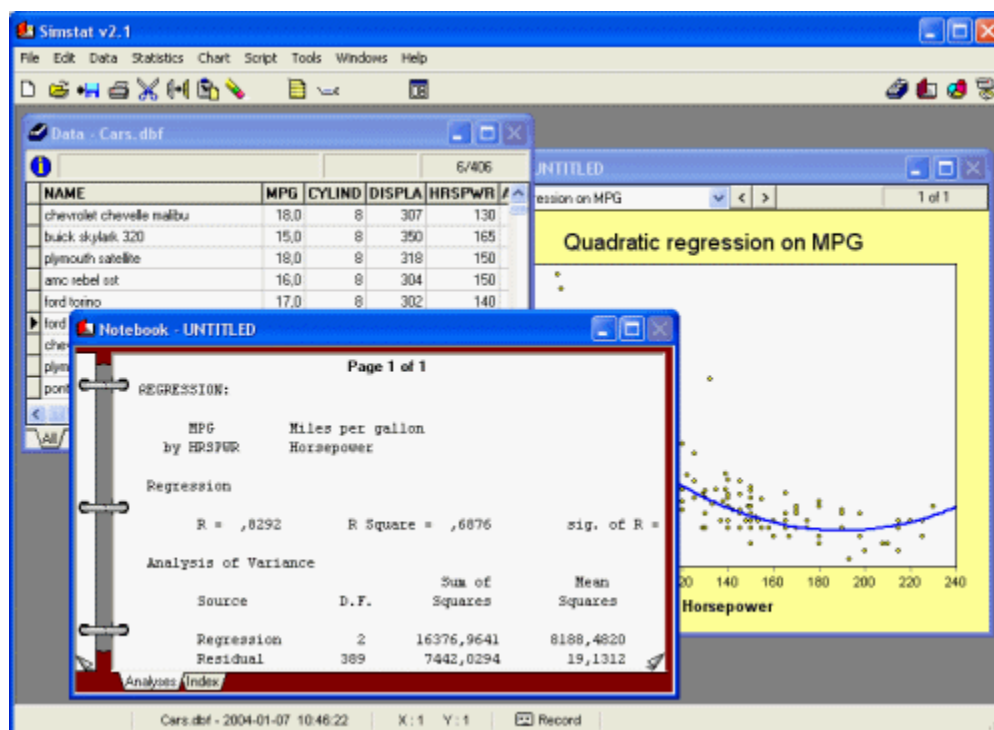 Simstat v2.1
File Edit Data Statistics Chart Script Tools Windows Help
Data - Cars.dbf
6/406
NAME MPG CYLIND DISPLA HRSPWR A
chevrolet chevelle malibu 18,0 8 307 130
buick skylark 320 15,0 8 350 165
plymouth satellite 18,0 8 318 150
amc rebel sst 16,0 8 304 150
ford torino 17,0 8 302 140
ford
chev
plym
pont
All
UNTITLED
ression on MPG
1 of 1
Quadratic regression on MPG
20 140 160 180 200 220 240
Horsepower
Notebook - UNTITLED
Page 1 of 1
REGRESSION:
MPG Miles per gallon
by HRSPWR Horsepower
Regression
R = ,8292 R Square = ,6876 sig. of R =
Analysis of Variance
Sum of Mean
Source D.F. Squares Squares
Regression 2 16376,9641 8188,4820
Residual 389 7442,0294 19,1312
Analyses Index
Cars.dbf - 2004-01-07 10:46:22 X : 1 Y : 1 Record